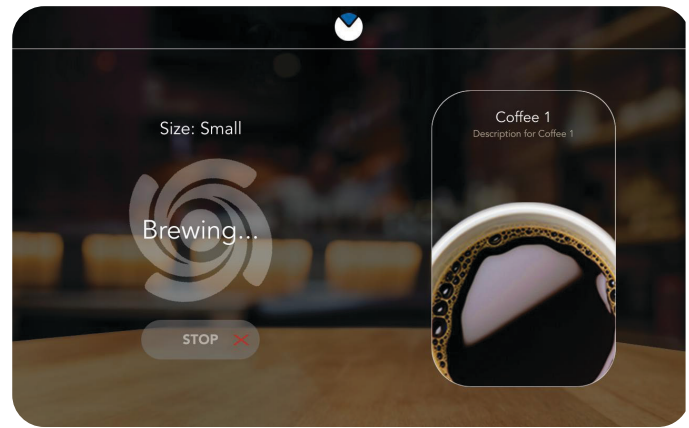 Size: Small
Brewing...
STOP
Coffee 1
Description for Coffee 1